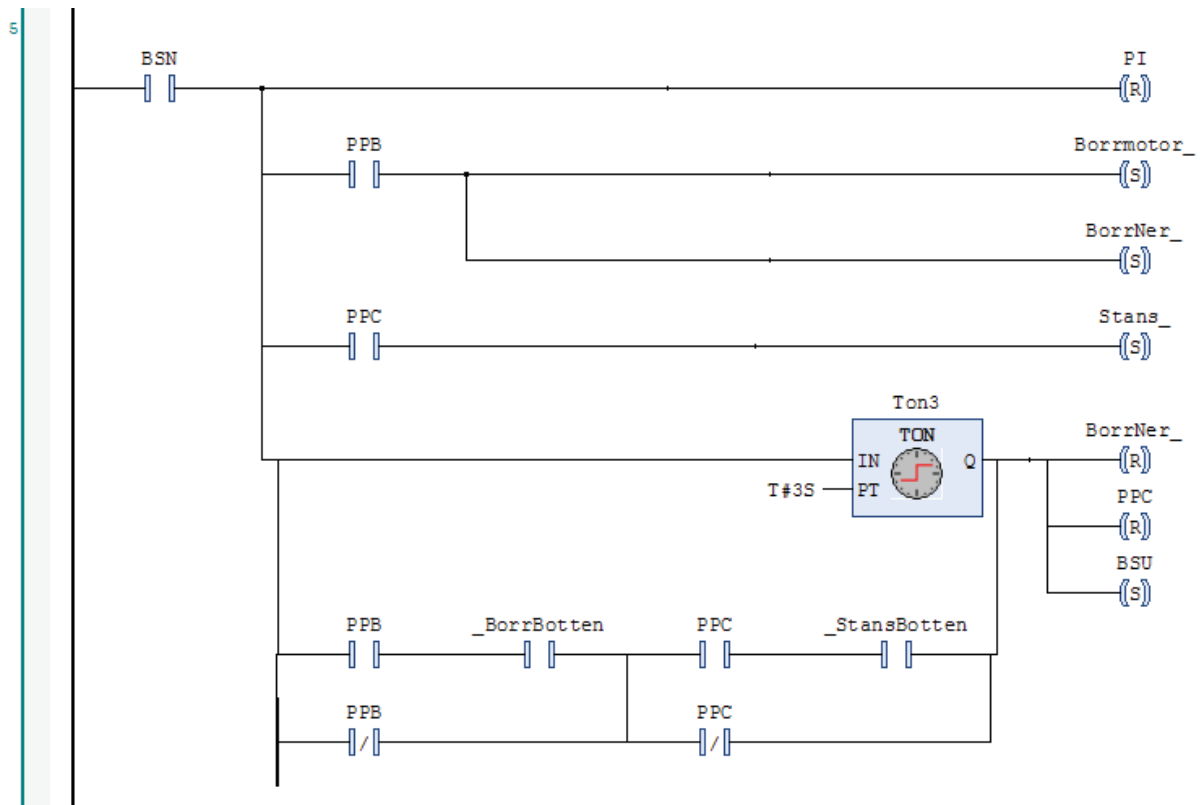 5
BSN PI
R
PPB Borrmotor_
S
BorrNer_
S
PPC Stans_
S
Ton3
TON BorrNer_
IN Q R
T#3S PT
PPC
R
BSU
S
PPB _BorrBotten PPC _StansBotten
PPB PPC
/ /